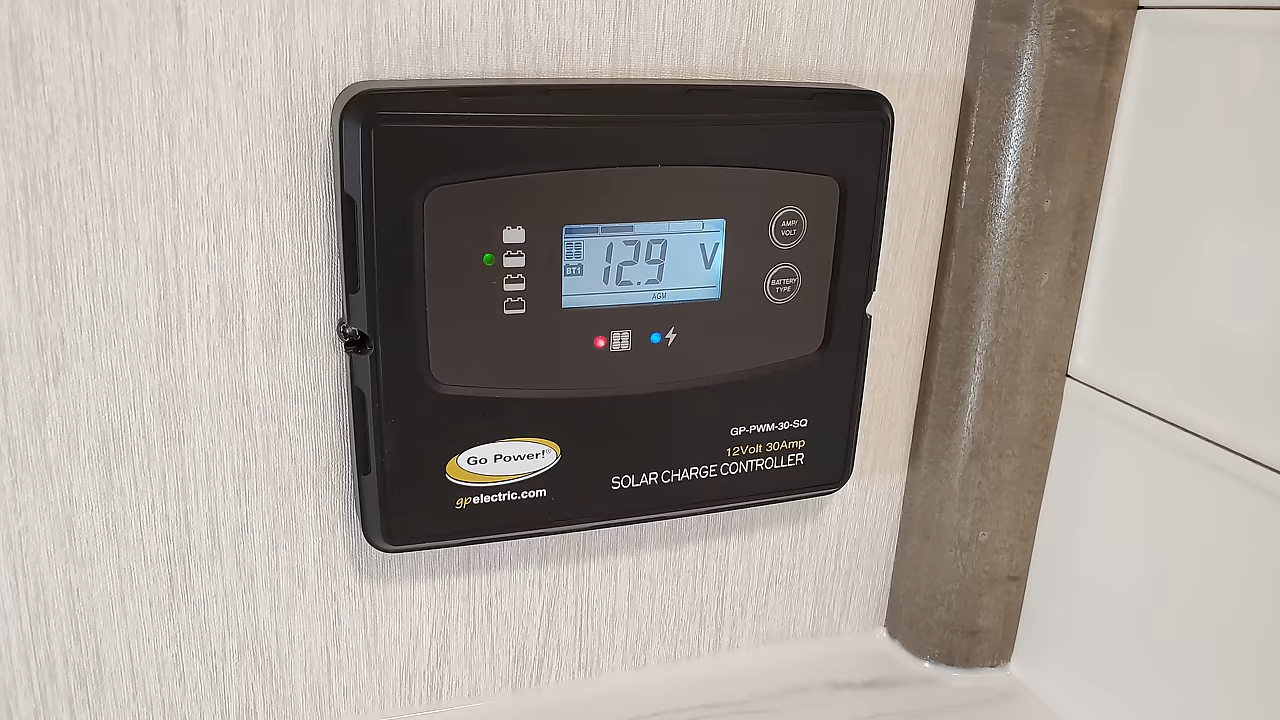 AMP/
VOLT
BT1
12.9 V
AGM
BATTERY
TYPE
GP-PWM-30-SQ
12Volt 30Amp
SOLAR CHARGE CONTROLLER
Go Power!®
gpelectric.com